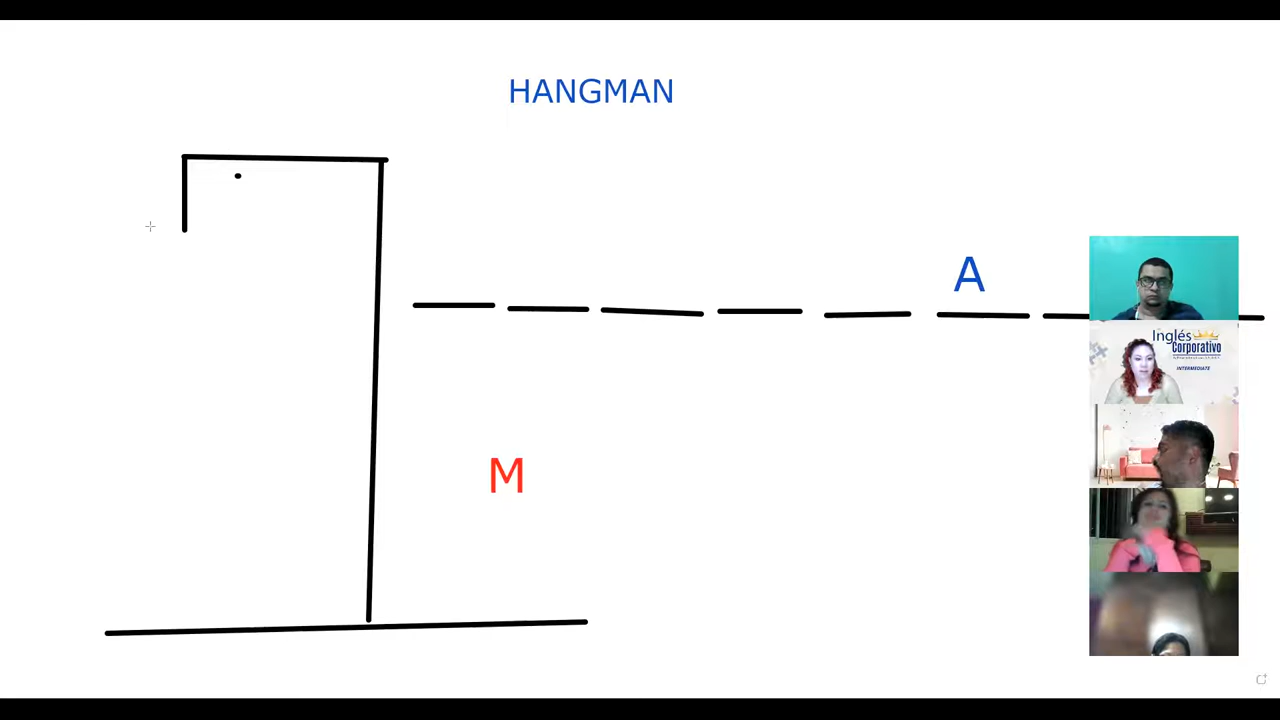 HANGMAN
A
Inglés
Corporativo
INTERMEDIATE
M